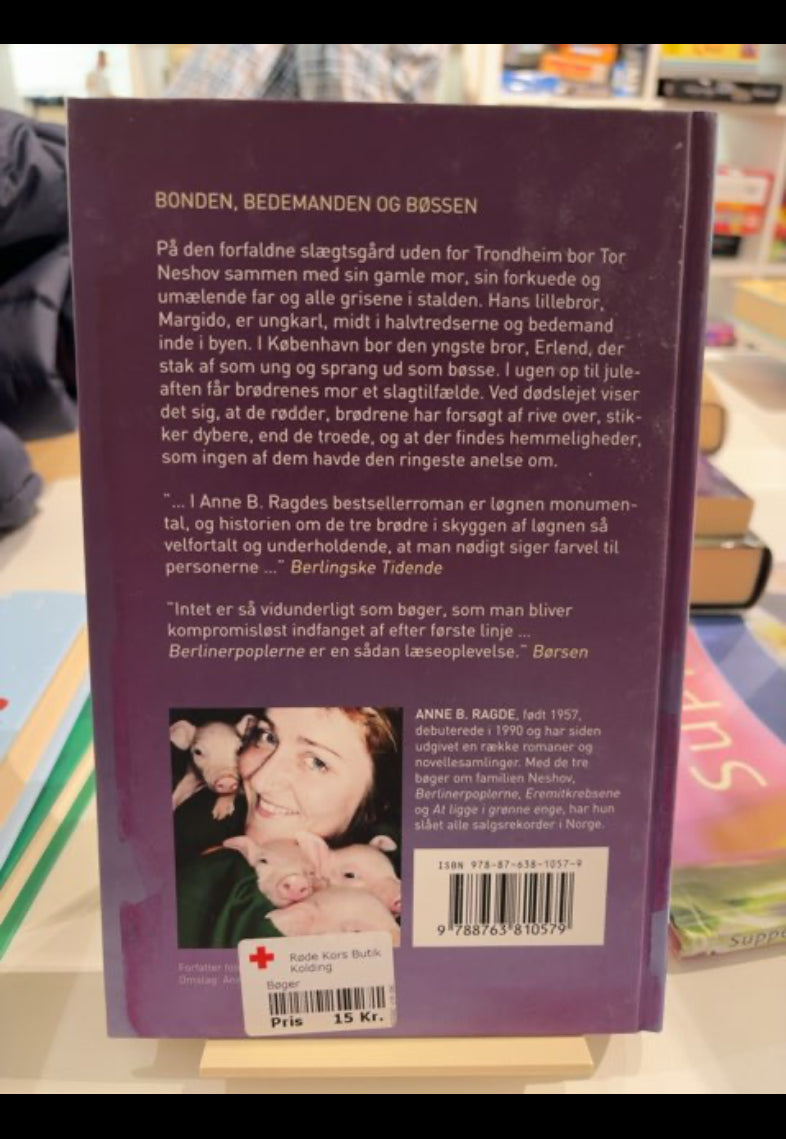 BONDEN, BEDEMANDEN OG BØSSEN
På den forfaldne slægtsgård uden for Trondheim bor Tor
Neshov sammen med sin gamle mor, sin forkuede og
umælende far og alle grisene i stalden. Hans lillebror,
Margido, er ungkarl, midt i halvtredserne og bedemand
inde i byen. I København bor den yngste bror, Erlend, der
stak af som ung og sprang ud som bøsse. I ugen op til jule-
aften får brødrenes mor et slagtilfælde. Ved dødslejet viser
det sig, at de rødder, brødrene har forsøgt af rive over, stik-
ker dybere, end de troede, og at der findes hemmeligheder,
som ingen af dem havde den ringeste anelse om.
"... I Anne B. Ragdes bestsellerroman er løgnen monumen-
tal, og historien om de tre brødre i skyggen af løgnen så
velfortalt og underholdende, at man nødigt siger farvel til
personerne ..." Berlingske Tidende
"Intet er så vidunderligt som bøger, som man bliver
kompromisløst indfanget af efter første linje ...
Berlinerpoplerne er en sådan læseoplevelse." Børsen
ANNE B. RAGDE, født 1957,
debuterede i 1990 og har siden
udgivet en række romaner og
novellesamlinger. Med de tre
bøger om familien Neshov,
Berlinerpoplerne, Eremitkrebsene
og At ligge i grønne enge, har hun
slået alle salgsrekorder i Norge.
ISBN 978-87-638-1057-9
9 788763 810579
Forfatter
Omslag:
Røde Kors Butik
Kolding
Bøger
Pris 15 Kr.
Suppe